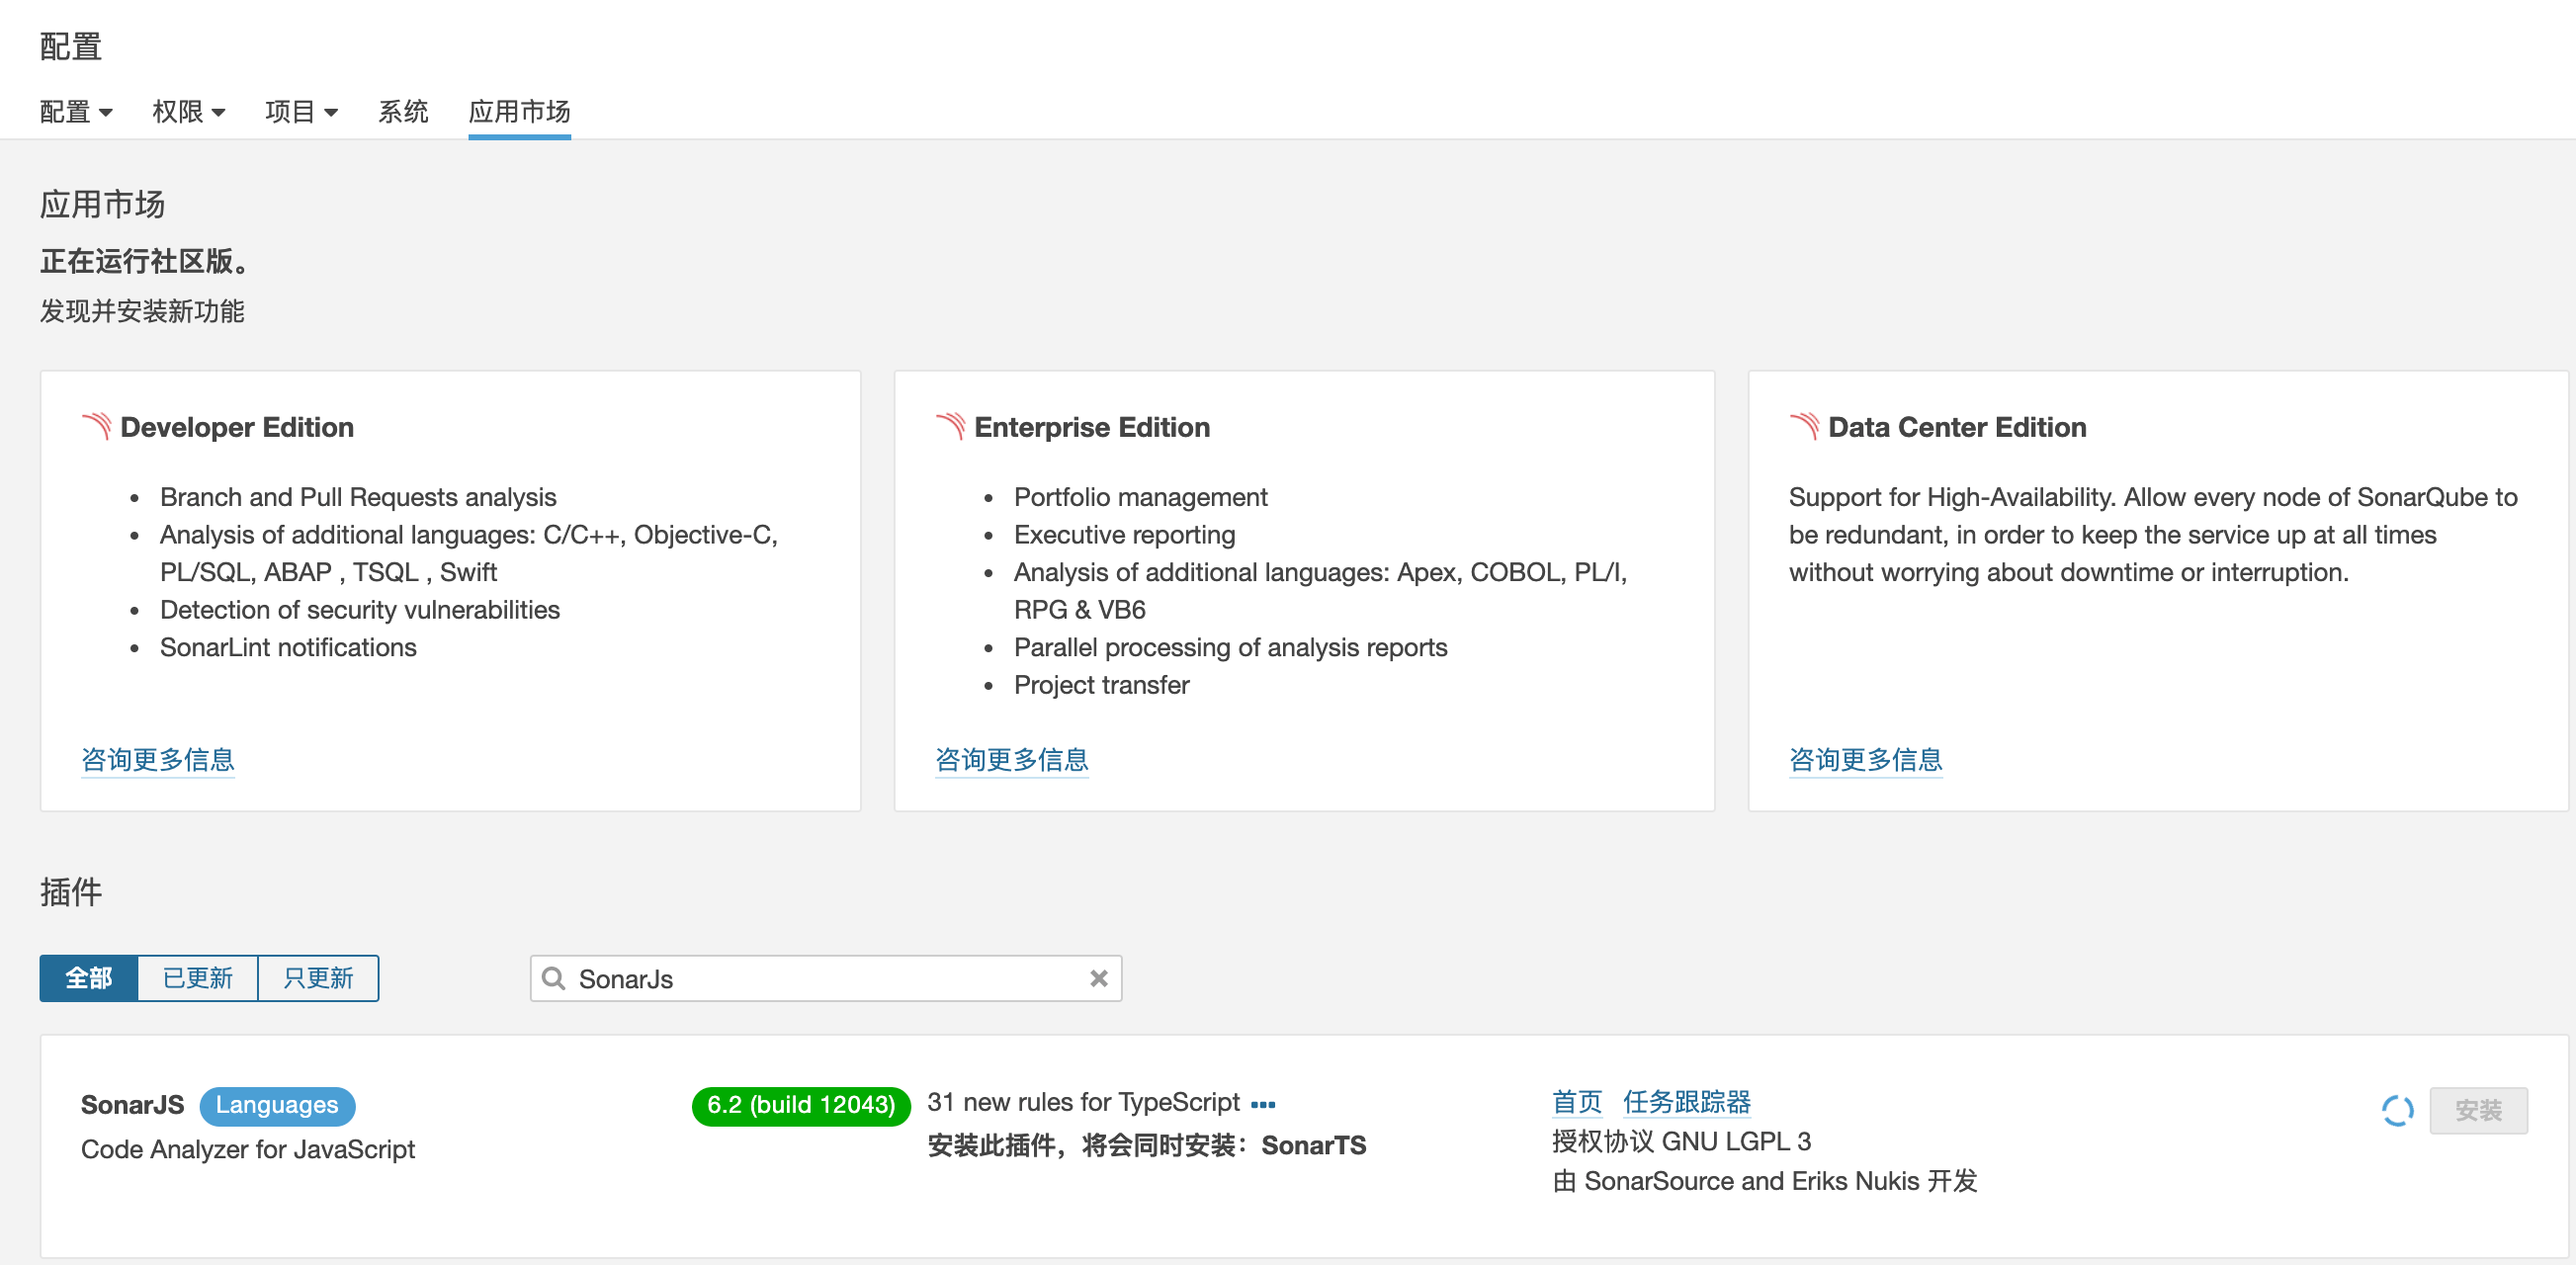 配置
配置 权限 项目 系统 应用市场
应用市场
正在运行社区版。
发现并安装新功能
Developer Edition
Branch and Pull Requests analysis
Analysis of additional languages: C/C++, Objective-C,
PL/SQL, ABAP , TSQL , Swift
Detection of security vulnerabilities
SonarLint notifications
咨询更多信息
Enterprise Edition
Portfolio management
Executive reporting
Analysis of additional languages: Apex, COBOL, PL/I,
RPG & VB6
Parallel processing of analysis reports
Project transfer
咨询更多信息
Data Center Edition
Support for High-Availability. Allow every node of SonarQube to
be redundant, in order to keep the service up at all times
without worrying about downtime or interruption.
咨询更多信息
插件
全部 已更新 只更新
SonarJs
SonarJS Languages
Code Analyzer for JavaScript
6.2 (build 12043)
31 new rules for TypeScript
安装此插件，将会同时安装：SonarTS
首页 任务跟踪器
授权协议 GNU LGPL 3
由 SonarSource and Eriks Nukis 开发
安装